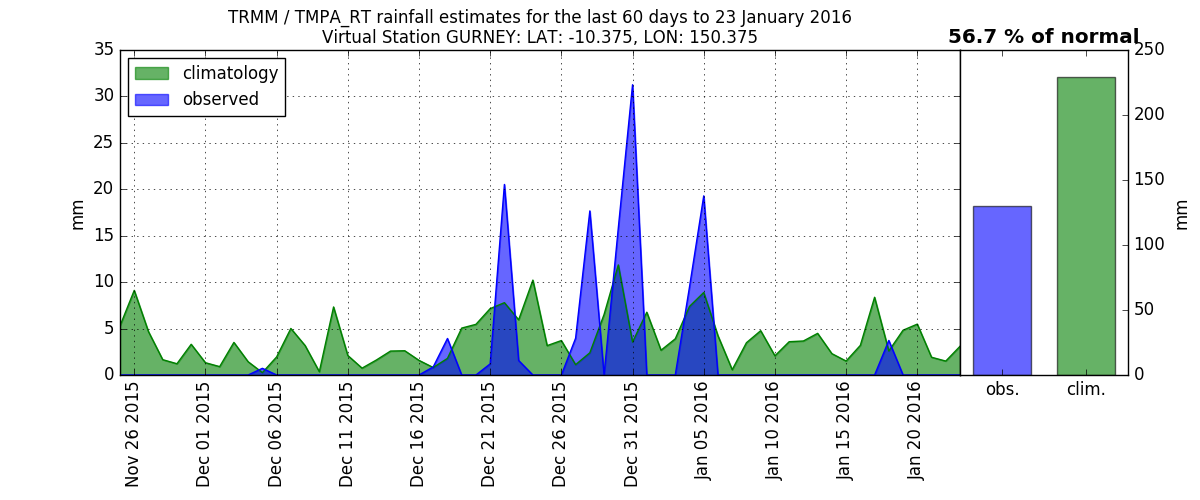 TRMM / TMPA_RT rainfall estimates for the last 60 days to 23 January 2016
Virtual Station GURNEY: LAT: -10.375, LON: 150.375
56.7 % of normal
climatology
observed
35
30
25
20
15
10
5
0
mm
250
200
150
100
50
0
mm
Nov 26 2015
Dec 01 2015
Dec 06 2015
Dec 11 2015
Dec 16 2015
Dec 21 2015
Dec 26 2015
Dec 31 2015
Jan 05 2016
Jan 10 2016
Jan 15 2016
Jan 20 2016
obs.
clim.